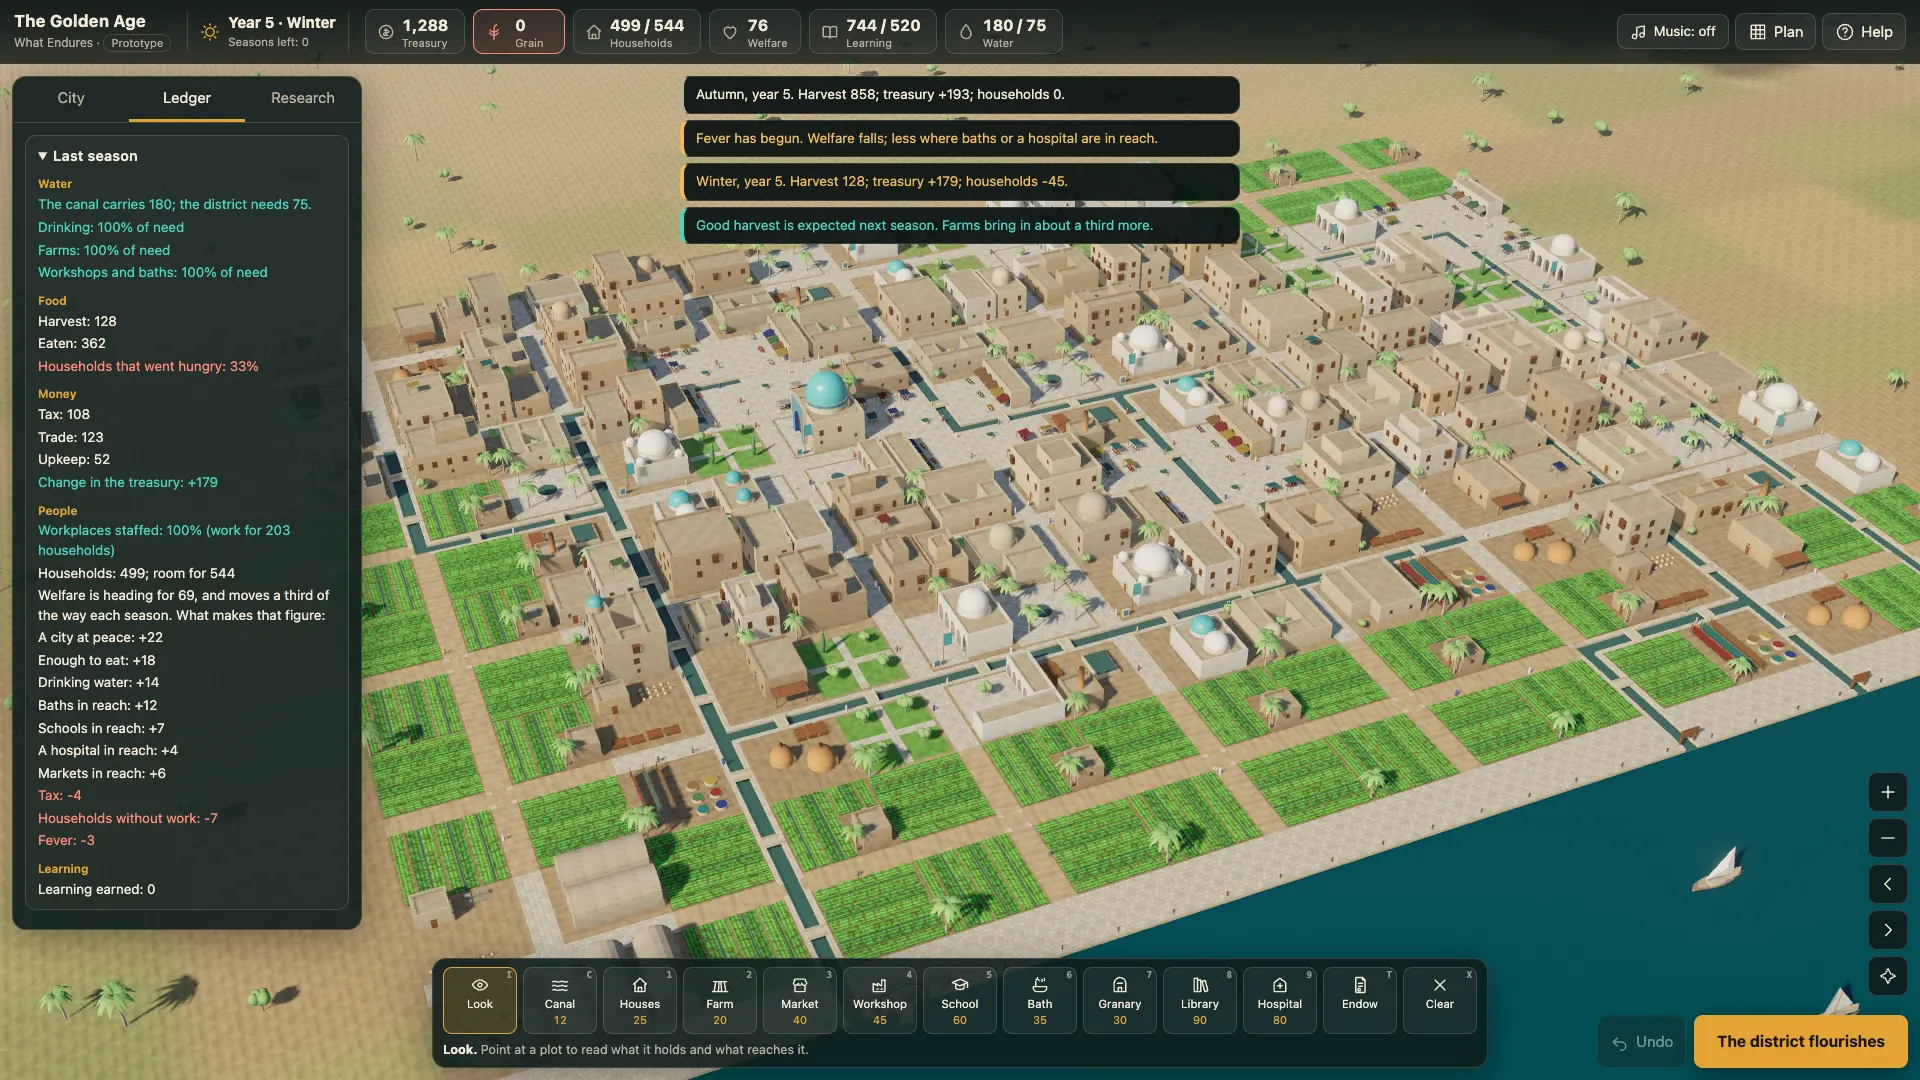 The Golden Age
What Endures · Prototype
Year 5 · Winter
Seasons left: 0
1,288
Treasury
0
Grain
499 / 544
Households
76
Welfare
744 / 520
Learning
180 / 75
Water
Music: off
Plan
Help
City
Ledger
Research
Last season
Water
The canal carries 180; the district needs 75.
Drinking: 100% of need
Farms: 100% of need
Workshops and baths: 100% of need
Food
Harvest: 128
Eaten: 362
Households that went hungry: 33%
Money
Tax: 108
Trade: 123
Upkeep: 52
Change in the treasury: +179
People
Workplaces staffed: 100% (work for 203
households)
Households: 499; room for 544
Welfare is heading for 69, and moves a third of
the way each season. What makes that figure:
A city at peace: +22
Enough to eat: +18
Drinking water: +14
Baths in reach: +12
Schools in reach: +7
A hospital in reach: +4
Markets in reach: +6
Tax: -4
Households without work: -7
Fever: -3
Learning
Learning earned: 0
Autumn, year 5. Harvest 858; treasury +193; households 0.
Fever has begun. Welfare falls; less where baths or a hospital are in reach.
Winter, year 5. Harvest 128; treasury +179; households -45.
Good harvest is expected next season. Farms bring in about a third more.
I
Look
C
Canal
12
1
Houses
25
2
Farm
20
3
Market
40
4
Workshop
45
5
School
60
6
Bath
35
7
Granary
30
8
Library
90
9
Hospital
80
T
Endow
X
Clear
Look. Point at a plot to read what it holds and what reaches it.
Undo
The district flourishes